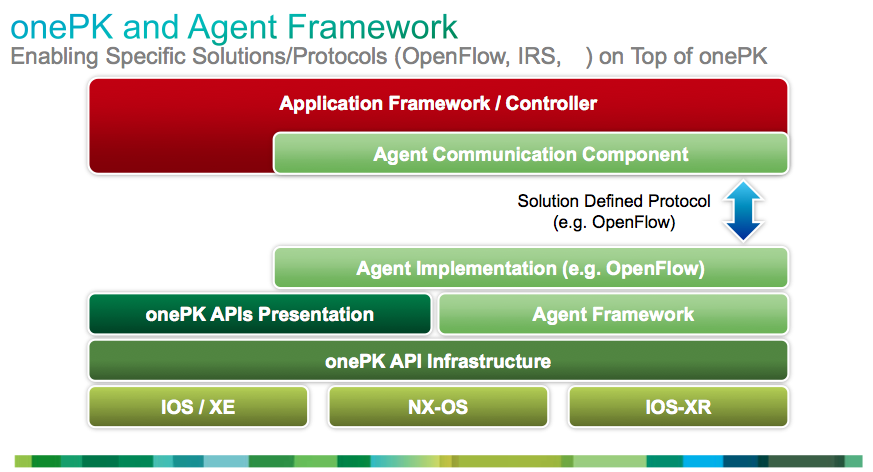 onePK and Agent Framework
Enabling Specific Solutions/Protocols (OpenFlow, IRS, ) on Top of onePK
Application Framework / Controller
Agent Communication Component
Solution Defined Protocol
(e.g. OpenFlow)
Agent Implementation (e.g. OpenFlow)
onePK APIs Presentation
Agent Framework
onePK API Infrastructure
IOS / XE
NX-OS
IOS-XR